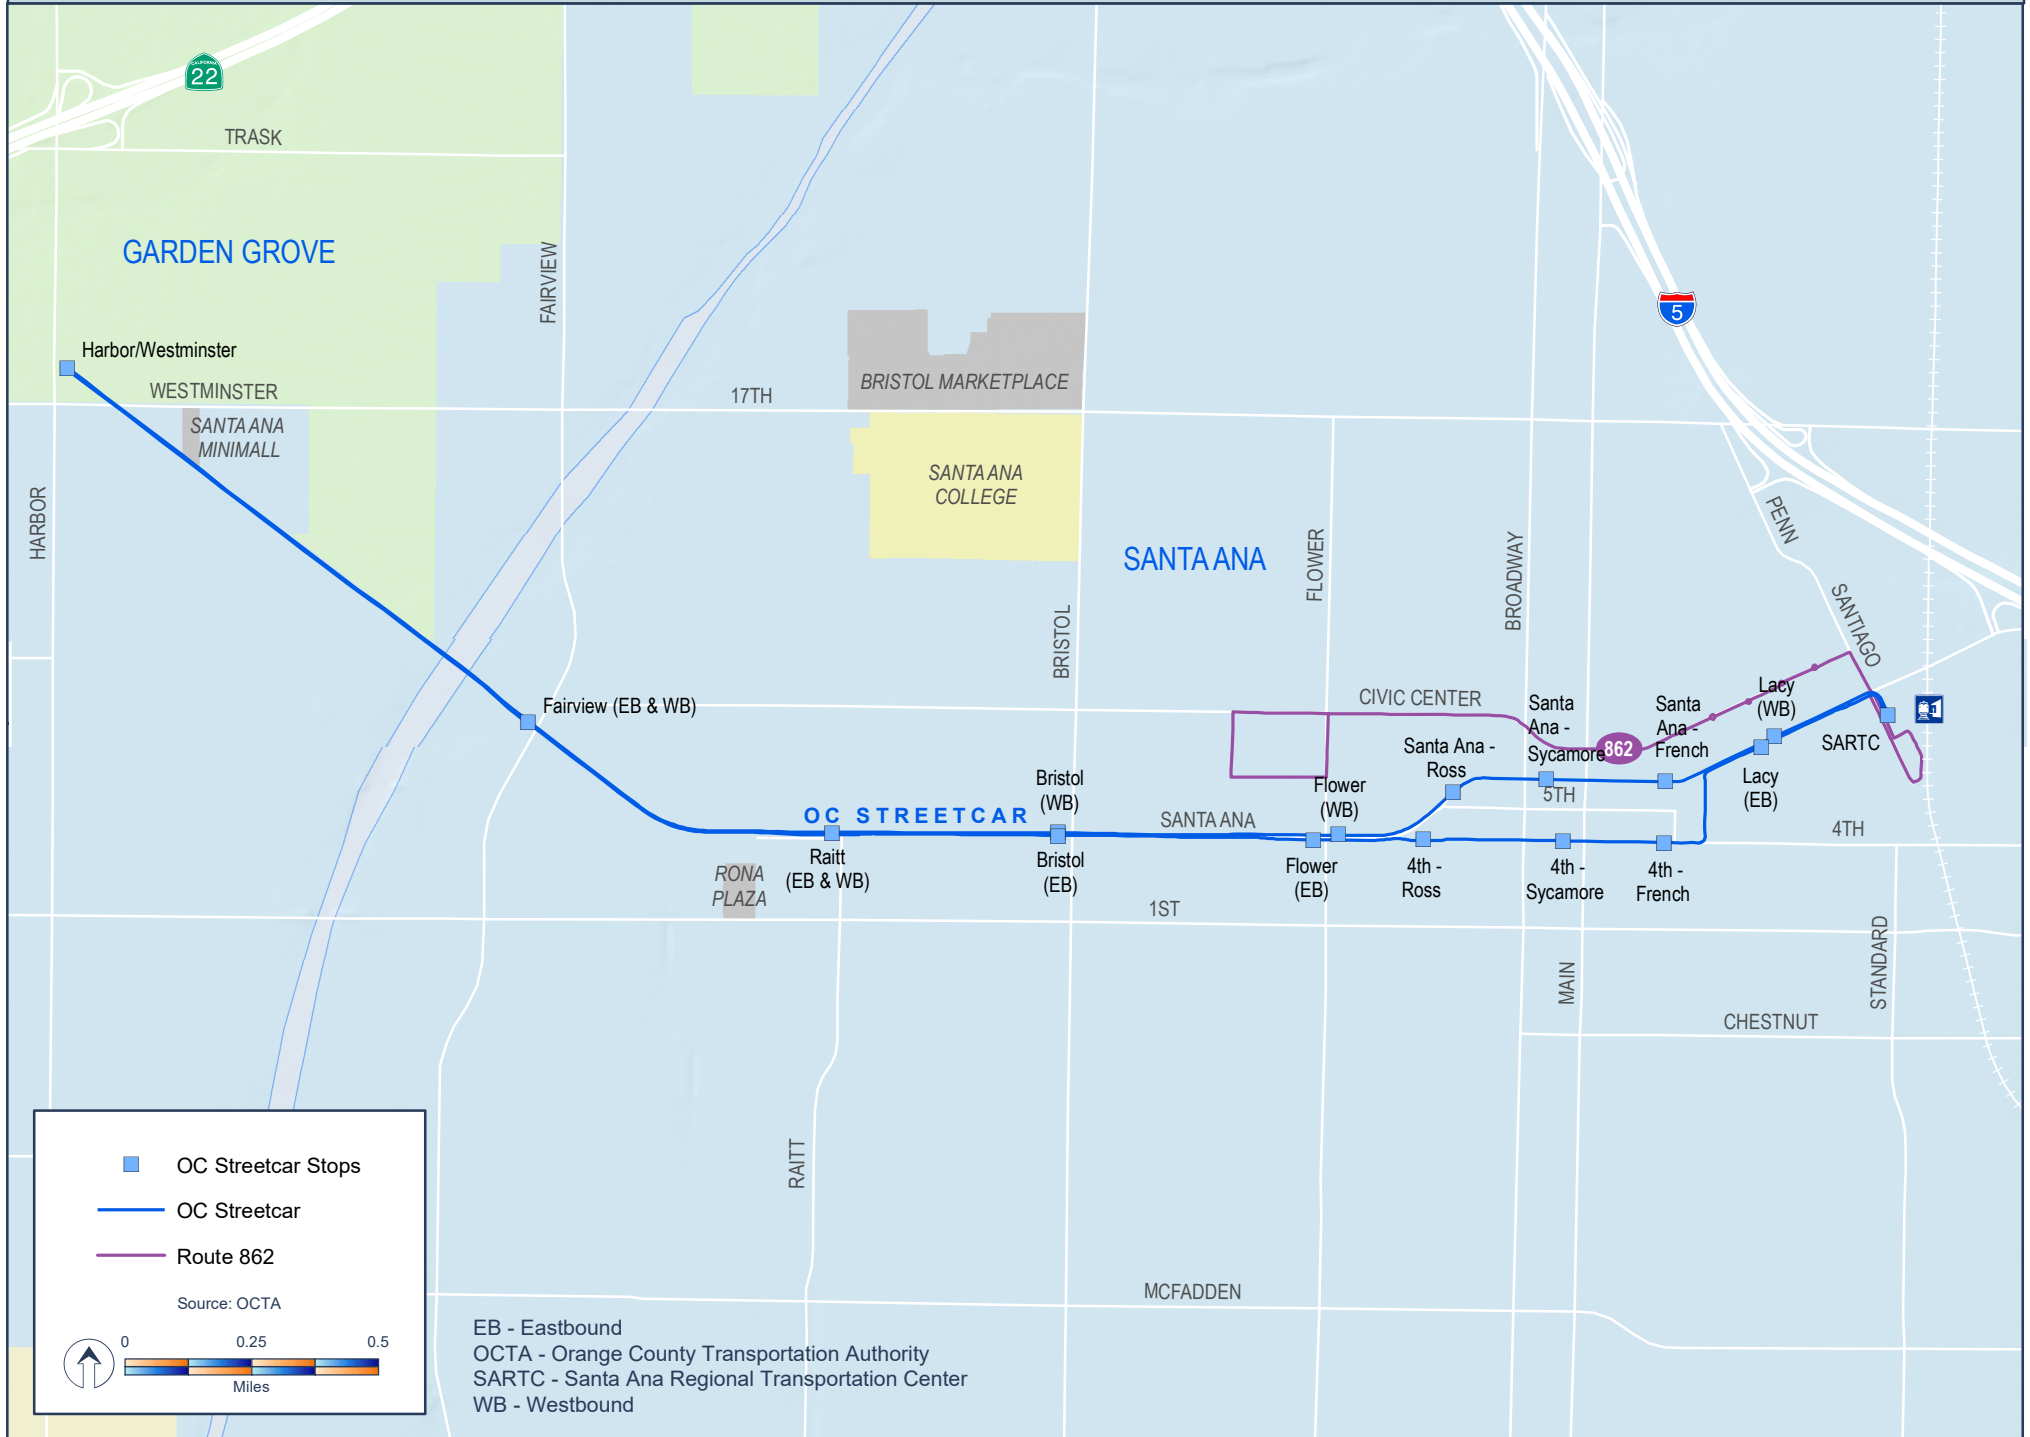 CALIFORNIA
22
TRASK
GARDEN GROVE
FAIRVIEW
5
Harbor/Westminster
WESTMINSTER
17TH
BRISTOL MARKETPLACE
SANTA ANA
MINIMALL
SANTA ANA
COLLEGE
HARBOR
SANTA ANA
FLOWER
BROADWAY
PENN
SANTIAGO
BRISTOL
CIVIC CENTER
Fairview (EB & WB)
Santa
Ana -
Sycamore
Santa
Ana -
French
Lacy
(WB)
862
SARTC
1
Santa Ana -
Ross
Bristol
(WB)
Flower
(WB)
Lacy
(EB)
5TH
OC STREETCAR
SANTA ANA
4TH
Raitt
(EB & WB)
Bristol
(EB)
Flower
(EB)
4th -
Ross
4th -
Sycamore
4th -
French
RONA
PLAZA
1ST
MAIN
STANDARD
CHESTNUT
RAITT
MCFADDEN
OC Streetcar Stops
OC Streetcar
Route 862
Source: OCTA
0 0.25 0.5
Miles
EB - Eastbound
OCTA - Orange County Transportation Authority
SARTC - Santa Ana Regional Transportation Center
WB - Westbound